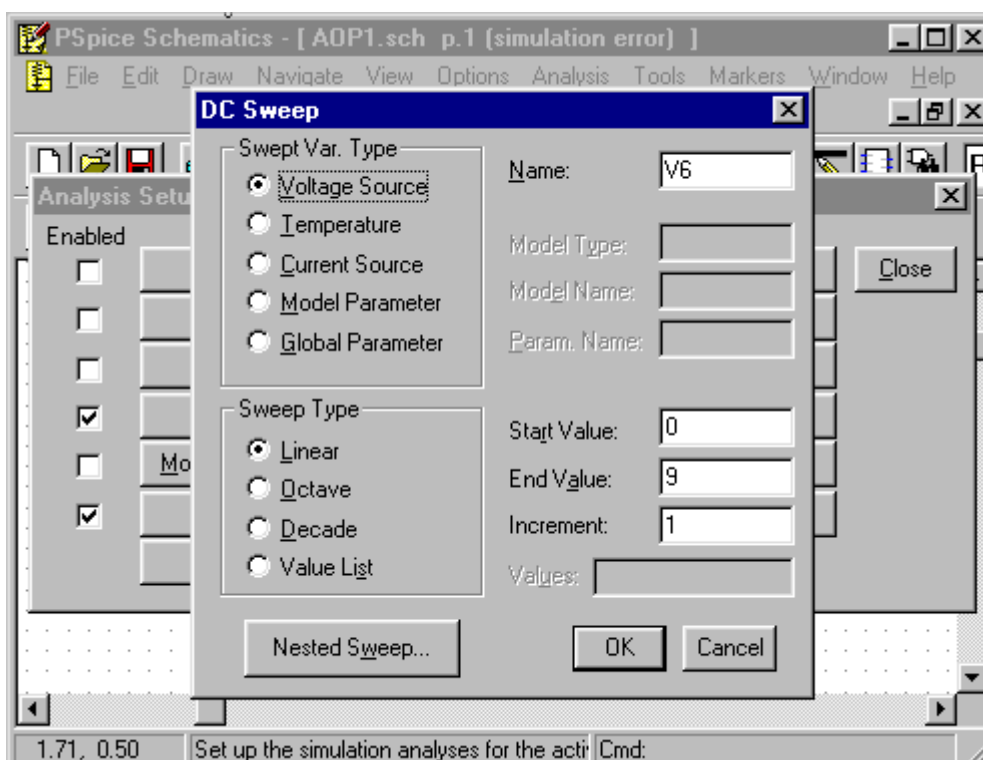 PSpice Schematics - [ AOP1.sch p.1 (simulation error) ]
File Edit Draw Navigate View Options Analysis Tools Markers Window Help
DC Sweep
Analysis Setu
Enabled
Close
Mo
Swept Var. Type
Voltage Source
Temperature
Current Source
Model Parameter
Global Parameter
Name: V6
Model Type:
Model Name:
Param. Name:
Sweep Type
Linear
Octave
Decade
Value List
Start Value: 0
End Value: 9
Increment: 1
Values:
Nested Sweep...
OK
Cancel
1.71, 0.50 Set up the simulation analyses for the acti Cmd: